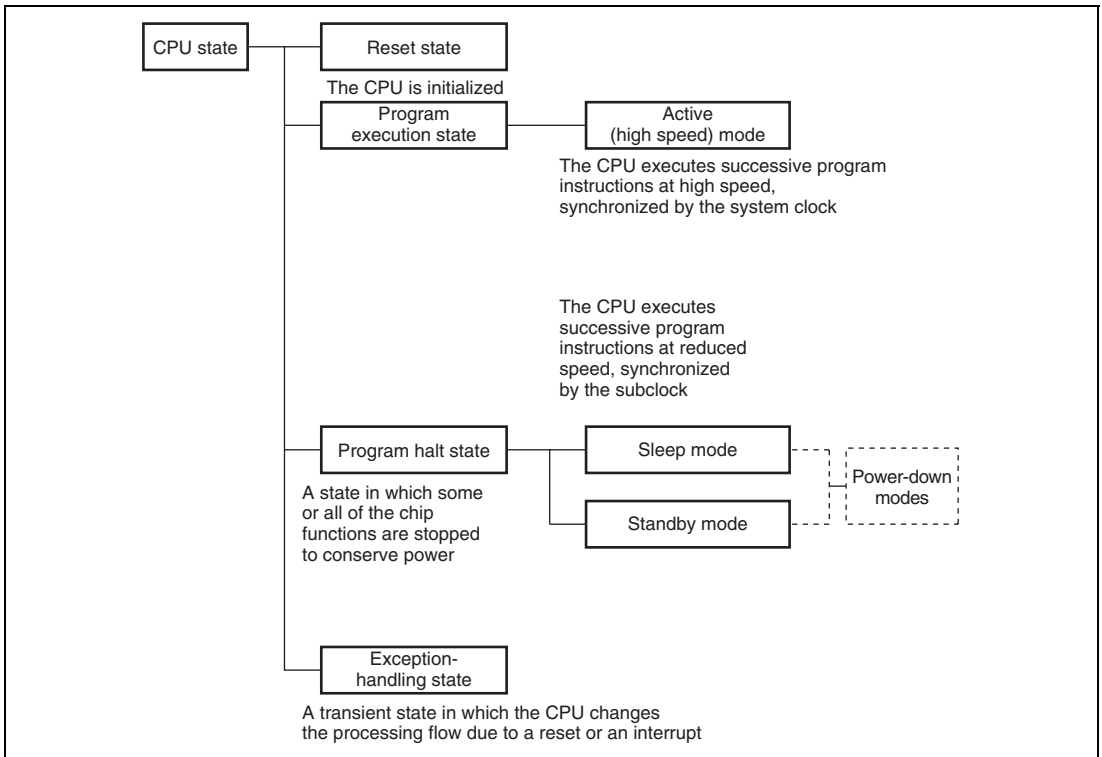 CPU state
Reset state
The CPU is initialized
Program
execution state
Active
(high speed) mode
The CPU executes successive program
instructions at high speed,
synchronized by the system clock
The CPU executes
successive program
instructions at reduced
speed, synchronized
by the subclock
Program halt state
Sleep mode
Power-down
modes
A state in which some
or all of the chip
functions are stopped
to conserve power
Standby mode
Exception-
handling state
A transient state in which the CPU changes
the processing flow due to a reset or an interrupt